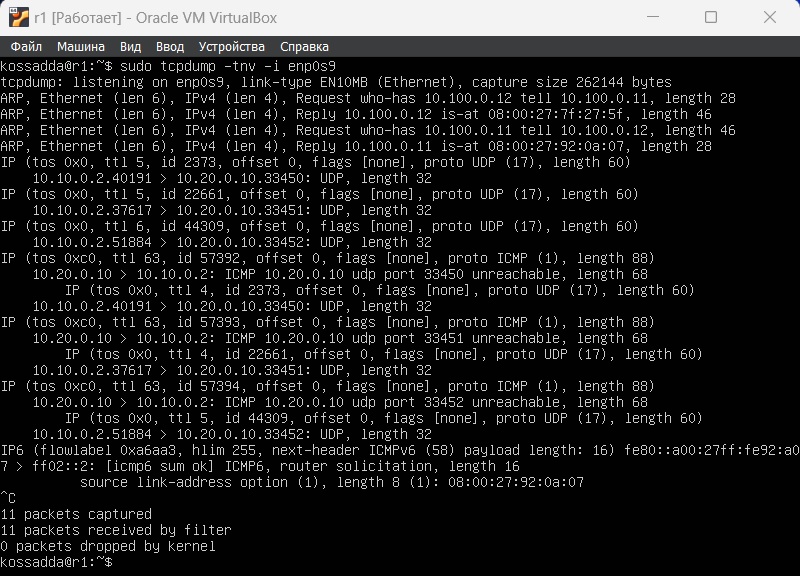 r1 [Работает] - Oracle VM VirtualBox
Файл Машина Вид Ввод Устройства Справка
kossadda@r1:~$ sudo tcpdump -tnv -i enp0s9
tcpdump: listening on enp0s9, link-type EN10MB (Ethernet), capture size 262144 bytes
ARP, Ethernet (len 6), IPv4 (len 4), Request who-has 10.100.0.12 tell 10.100.0.11, length 28
ARP, Ethernet (len 6), IPv4 (len 4), Reply 10.100.0.12 is-at 08:00:27:7f:27:5f, length 46
ARP, Ethernet (len 6), IPv4 (len 4), Request who-has 10.100.0.11 tell 10.100.0.12, length 46
ARP, Ethernet (len 6), IPv4 (len 4), Reply 10.100.0.11 is-at 08:00:27:92:0a:07, length 28
IP (tos 0x0, ttl 5, id 2373, offset 0, flags [none], proto UDP (17), length 60)
    10.10.0.2.40191 > 10.20.0.10.33450: UDP, length 32
IP (tos 0x0, ttl 5, id 22661, offset 0, flags [none], proto UDP (17), length 60)
    10.10.0.2.37617 > 10.20.0.10.33451: UDP, length 32
IP (tos 0x0, ttl 6, id 44309, offset 0, flags [none], proto UDP (17), length 60)
    10.10.0.2.51884 > 10.20.0.10.33452: UDP, length 32
IP (tos 0xc0, ttl 63, id 57392, offset 0, flags [none], proto ICMP (1), length 88)
    10.20.0.10 > 10.10.0.2: ICMP 10.20.0.10 udp port 33450 unreachable, length 68
        IP (tos 0x0, ttl 4, id 2373, offset 0, flags [none], proto UDP (17), length 60)
    10.10.0.2.40191 > 10.20.0.10.33450: UDP, length 32
IP (tos 0xc0, ttl 63, id 57393, offset 0, flags [none], proto ICMP (1), length 88)
    10.20.0.10 > 10.10.0.2: ICMP 10.20.0.10 udp port 33451 unreachable, length 68
        IP (tos 0x0, ttl 4, id 22661, offset 0, flags [none], proto UDP (17), length 60)
    10.10.0.2.37617 > 10.20.0.10.33451: UDP, length 32
IP (tos 0xc0, ttl 63, id 57394, offset 0, flags [none], proto ICMP (1), length 88)
    10.20.0.10 > 10.10.0.2: ICMP 10.20.0.10 udp port 33452 unreachable, length 68
        IP (tos 0x0, ttl 5, id 44309, offset 0, flags [none], proto UDP (17), length 60)
    10.10.0.2.51884 > 10.20.0.10.33452: UDP, length 32
IP6 (flowlabel 0xa6aa3, hlim 255, next-header ICMPv6 (58) payload length: 16) fe80::a00:27ff:fe92:a0
7 > ff02::2: [icmp6 sum ok] ICMP6, router solicitation, length 16
          source link-address option (1), length 8 (1): 08:00:27:92:0a:07
^C
11 packets captured
11 packets received by filter
0 packets dropped by kernel
kossadda@r1:~$